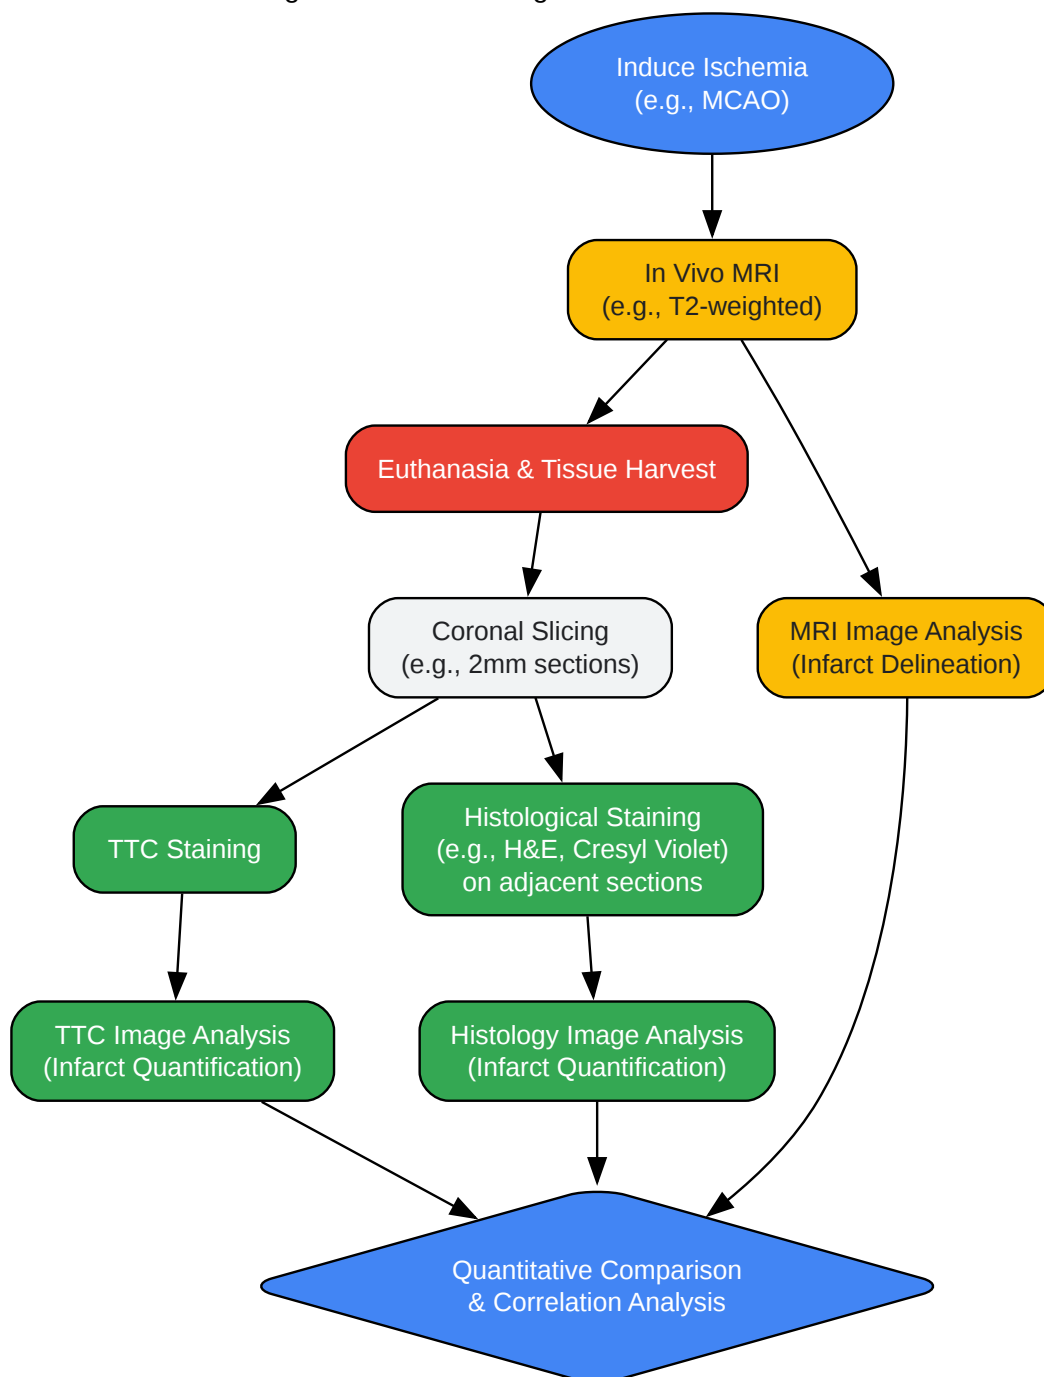 Induce Ischemia
(e.g., MCAO)
In Vivo MRI
(e.g., T2-weighted)
Euthanasia & Tissue Harvest
Coronal Slicing
(e.g., 2mm sections)
MRI Image Analysis
(Infarct Delineation)
TTC Staining
Histological Staining
(e.g., H&E, Cresyl Violet)
on adjacent sections
TTC Image Analysis
(Infarct Quantification)
Histology Image Analysis
(Infarct Quantification)
Quantitative Comparison
& Correlation Analysis